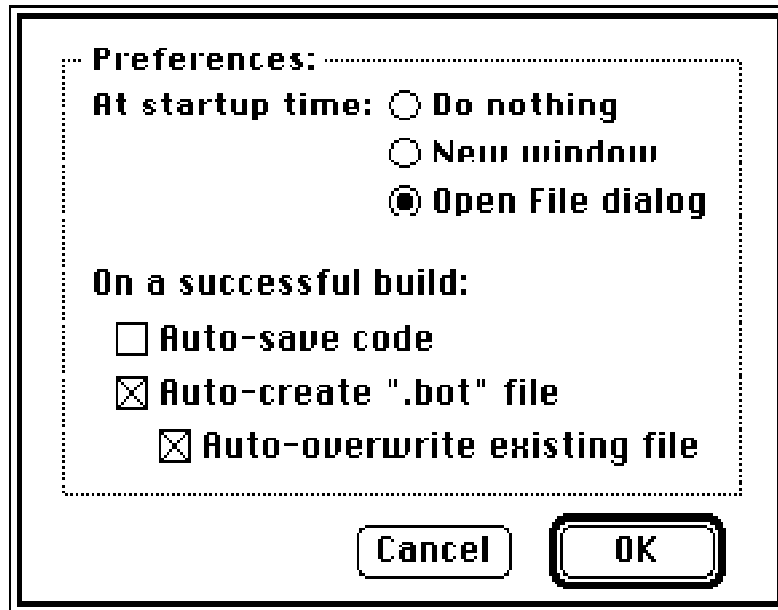 Preferences:
At startup time: Do nothing
New window
Open File dialog
On a successful build:
Auto-save code
Auto-create ".bot" file
Auto-overwrite existing file
Cancel OK